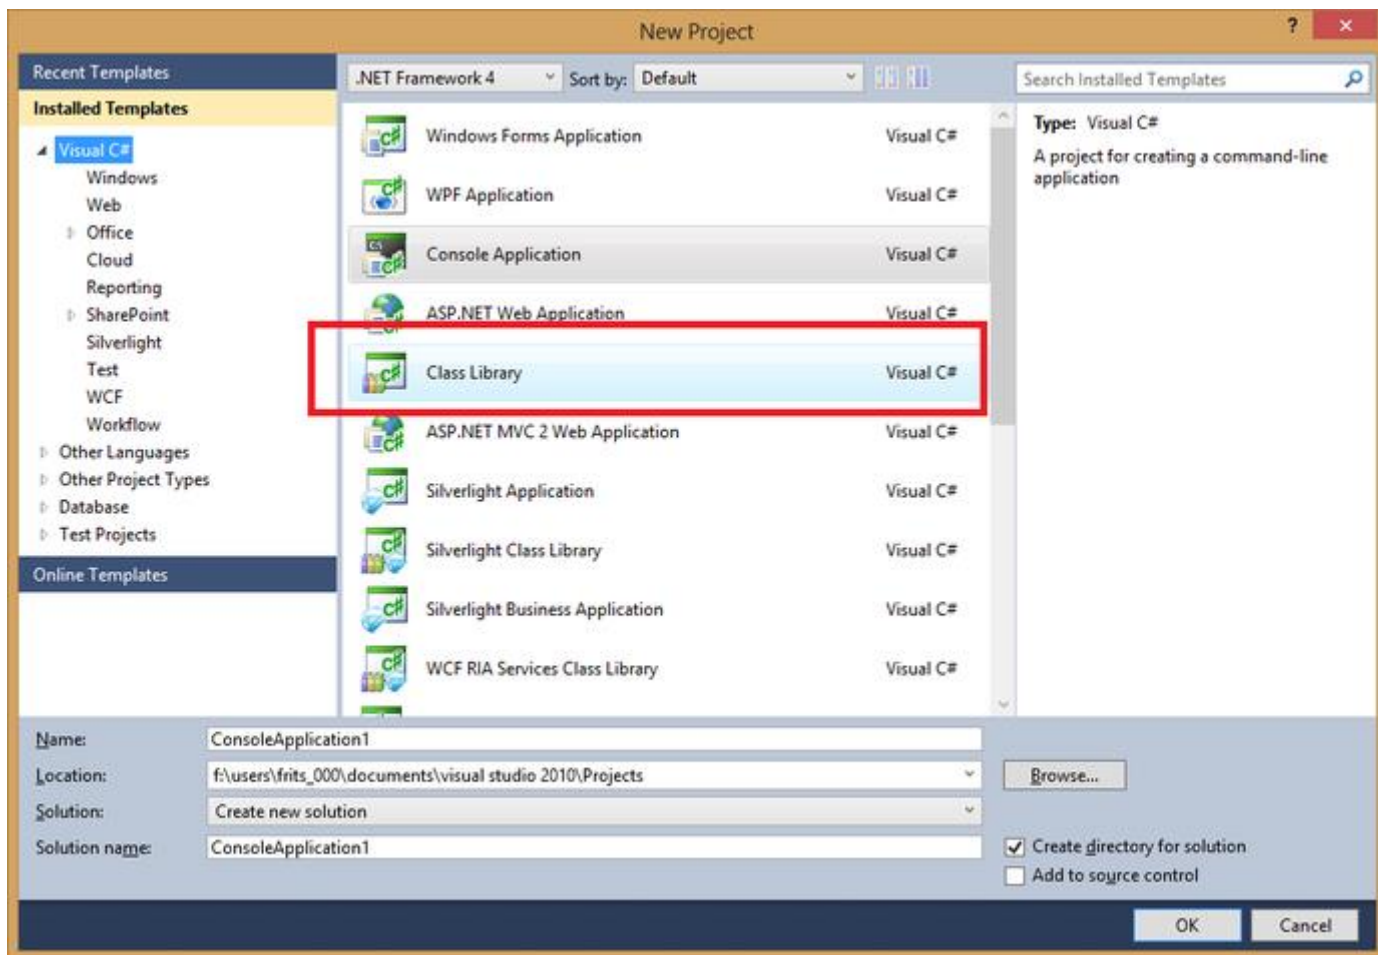 New Project
?
Recent Templates
.NET Framework 4
Sort by:
Default
Search Installed Templates
Installed Templates
Visual C#
Windows
Web
Office
Cloud
Reporting
SharePoint
Silverlight
Test
WCF
Workflow
Other Languages
Other Project Types
Database
Test Projects
Online Templates
Windows Forms Application Visual C#
WPF Application Visual C#
Console Application Visual C#
ASP.NET Web Application Visual C#
Class Library Visual C#
ASP.NET MVC 2 Web Application Visual C#
Silverlight Application Visual C#
Silverlight Class Library Visual C#
Silverlight Business Application Visual C#
WCF RIA Services Class Library Visual C#
Type: Visual C#
A project for creating a command-line
application
Name: ConsoleApplication1
Location: f:\users\frits_000\documents\visual studio 2010\Projects
Browse...
Solution: Create new solution
Solution name: ConsoleApplication1
Create directory for solution
Add to source control
OK
Cancel